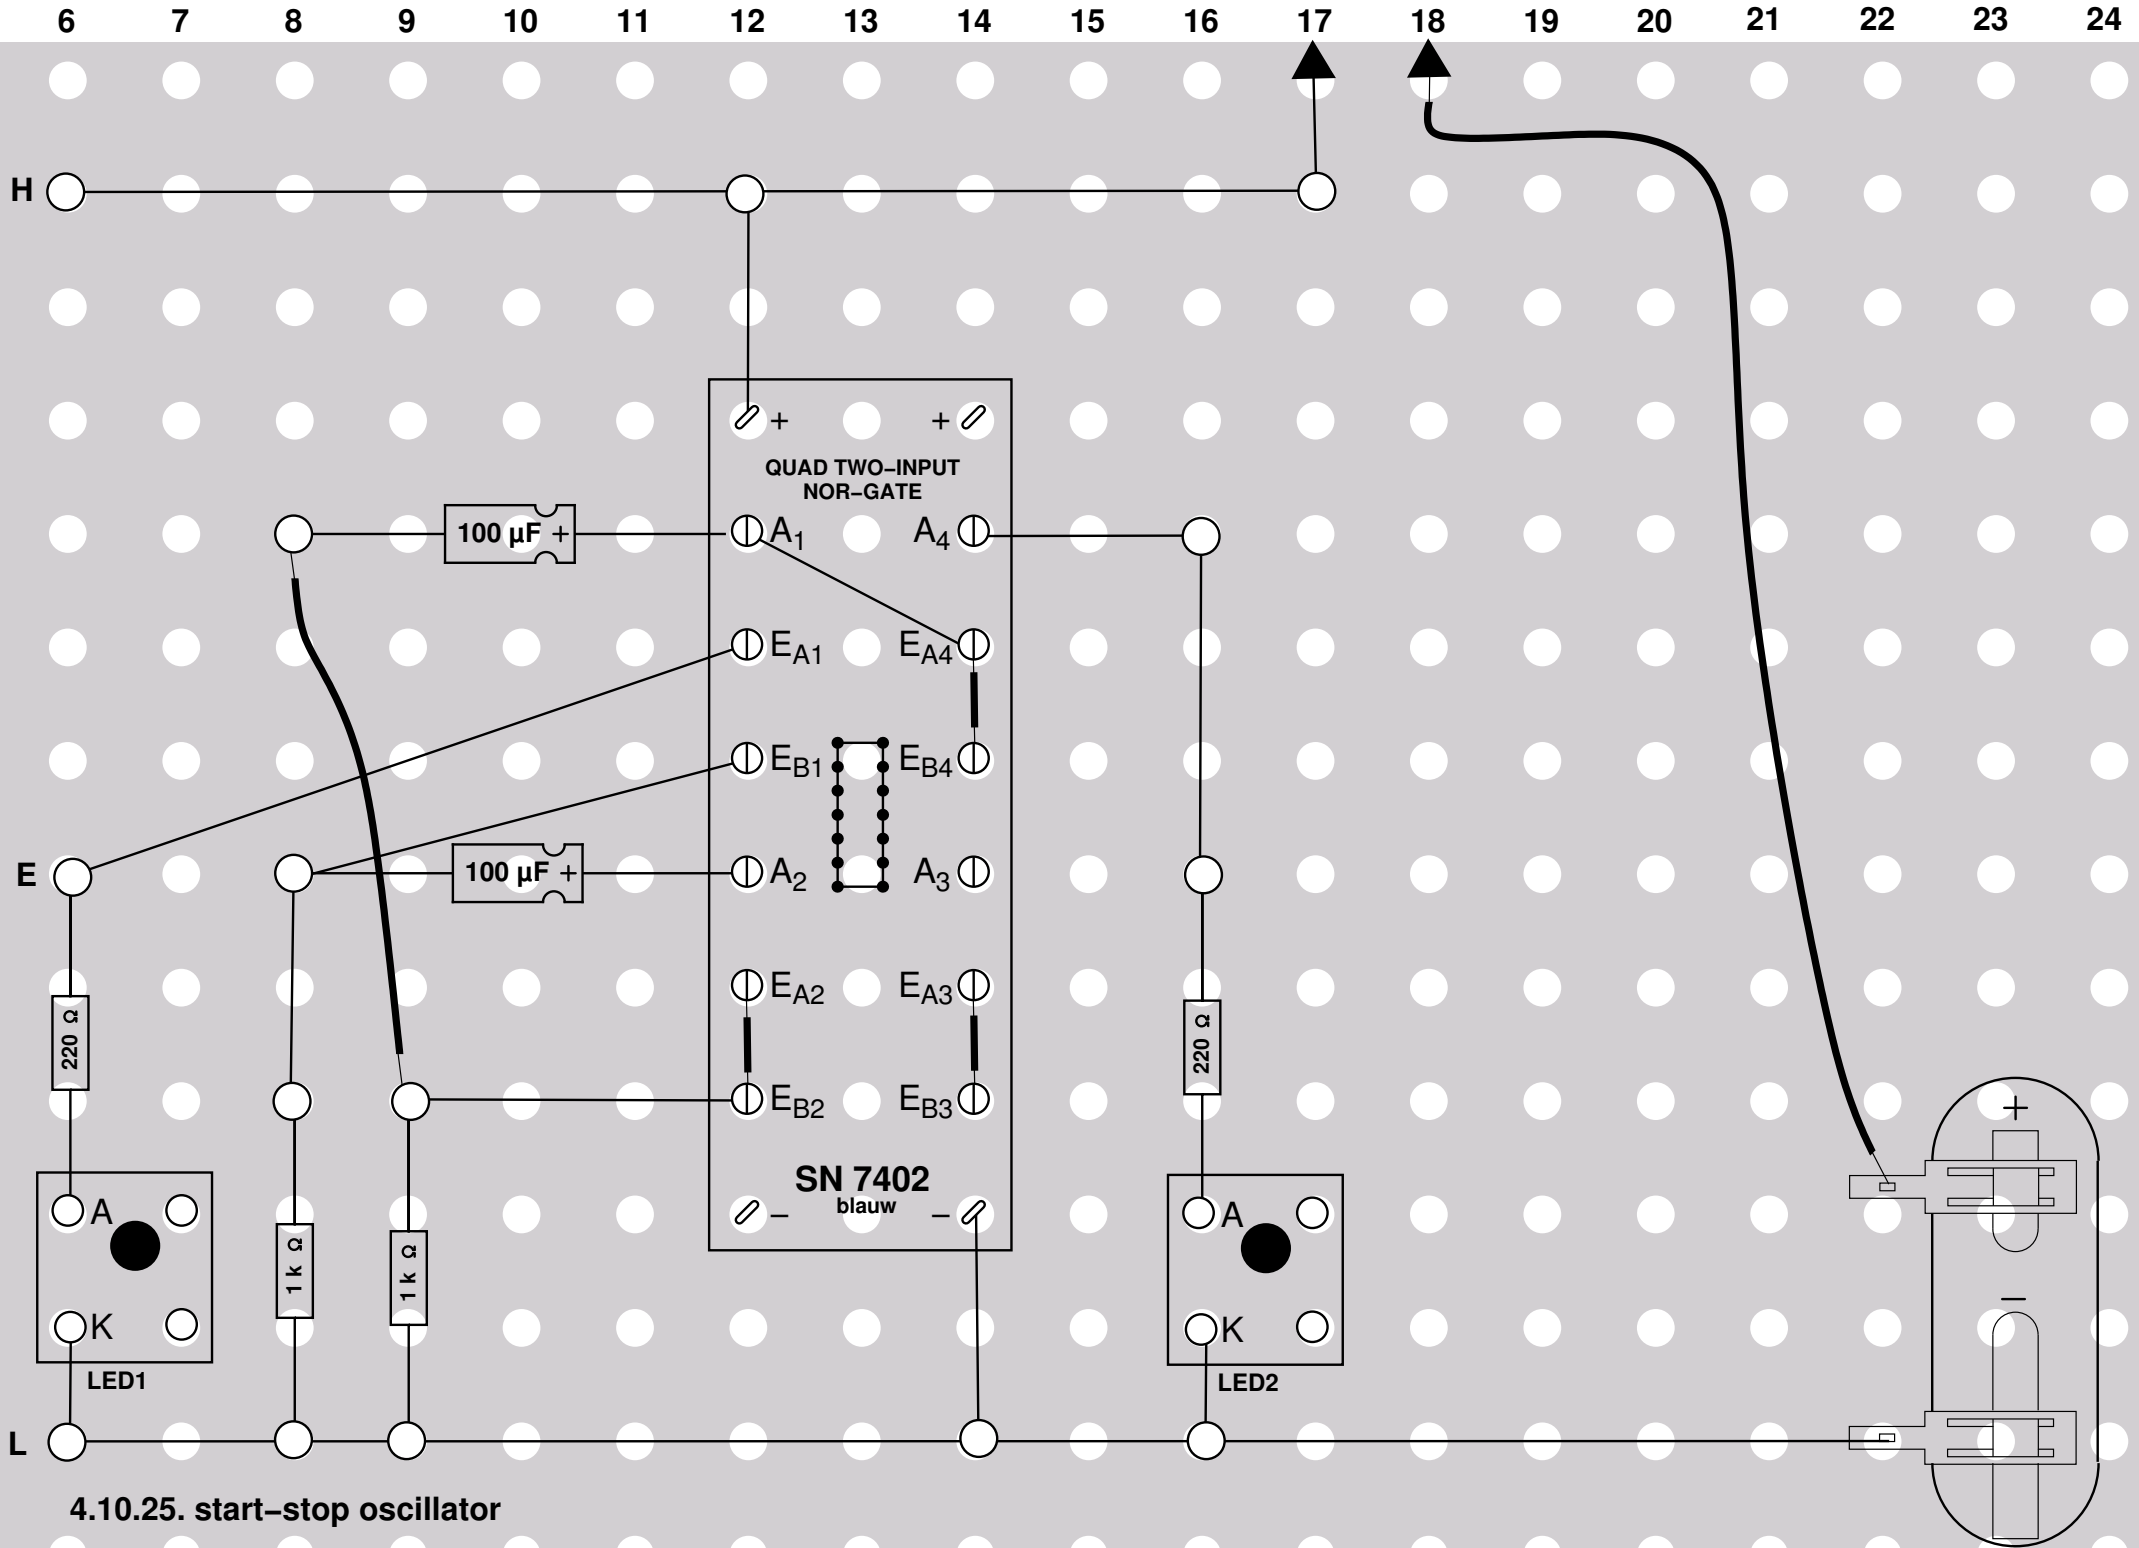 6 7 8 9 10 11 12 13 14 15 16 17 18 19 20 21 22 23 24
H
+ +
QUAD TWO–INPUT
NOR–GATE
100 µF +
A1 A4
EA1 EA4
EB1 EB4
E
100 µF +
A2 A3
EA2 EA3
220 Ω
220 Ω
EB2 EB3
+
SN 7402
blauw
– –
A
A
1 k Ω
1 k Ω
–
K
K
LED1
LED2
L
4.10.25. start–stop oscillator